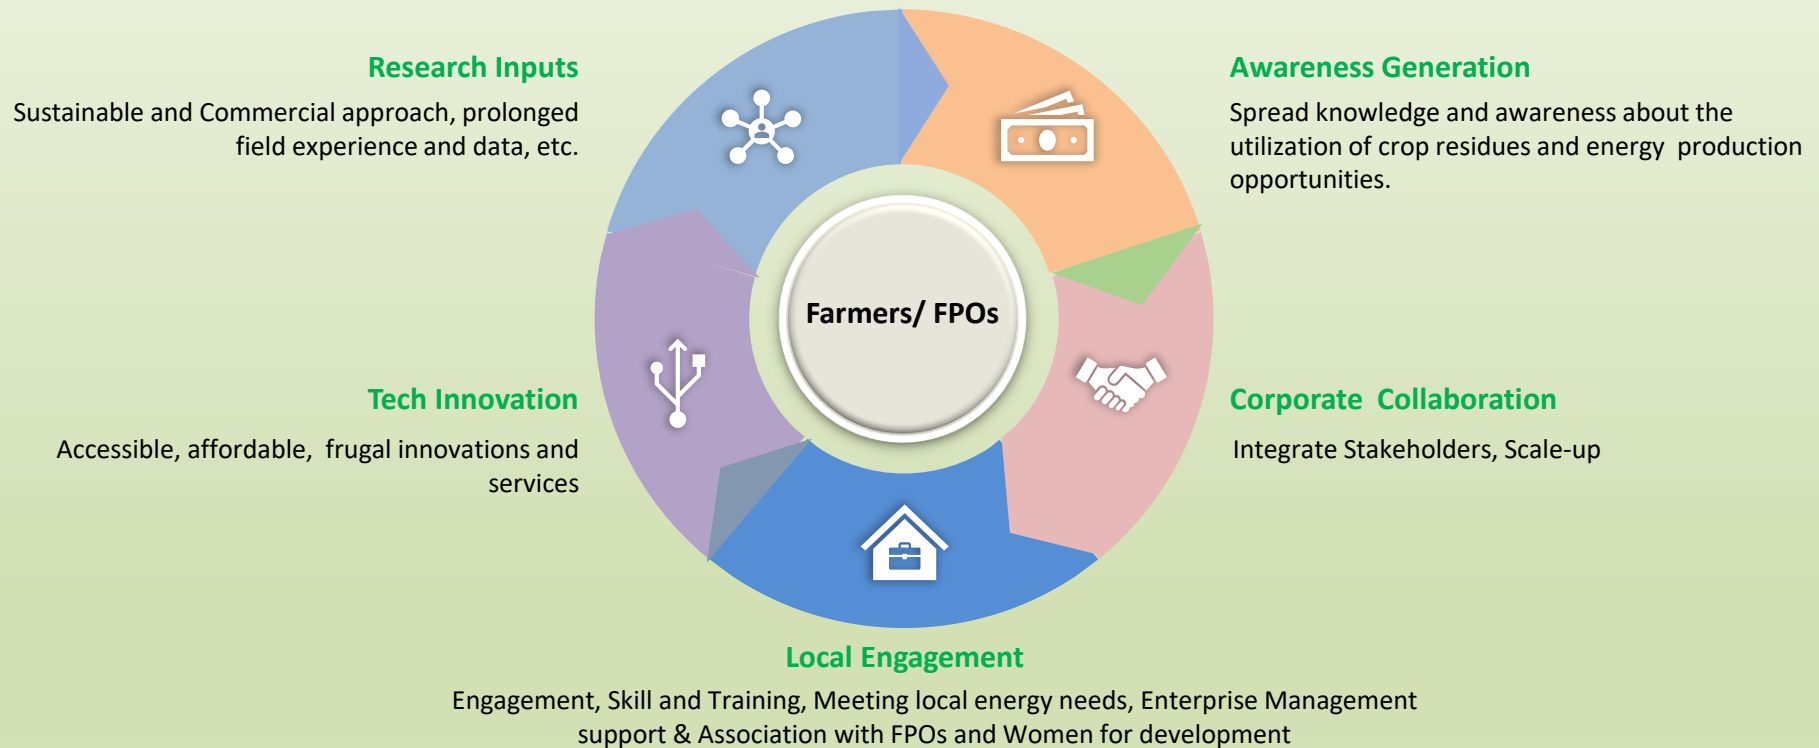 Research Inputs
Sustainable and Commercial approach, prolonged
field experience and data, etc.
Awareness Generation
Spread knowledge and awareness about the
utilization of crop residues and energy  production
opportunities.
Farmers/ FPOs
Tech Innovation
Accessible, affordable,  frugal innovations and
services
Corporate  Collaboration
Integrate Stakeholders, Scale-up
Local Engagement
Engagement, Skill and Training, Meeting local energy needs, Enterprise Management
support & Association with FPOs and Women for development